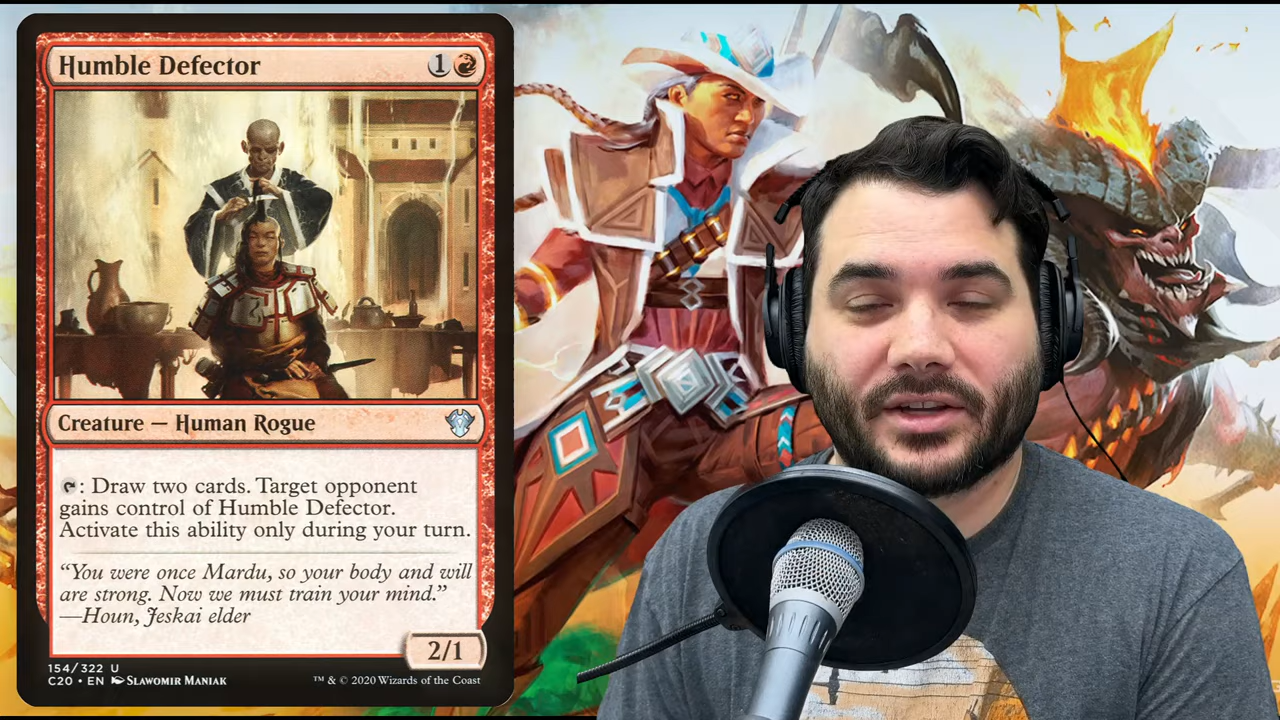 Humble Defector 1
Creature — Human Rogue
: Draw two cards. Target opponent
gains control of Humble Defector.
Activate this ability only during your turn.
“You were once Mardu, so your body and will
are strong. Now we must train your mind.”
—Houn, Jeskai elder
2/1
154/322 U
C20 • EN Slawomir Maniak
™ & © 2020 Wizards of the Coast